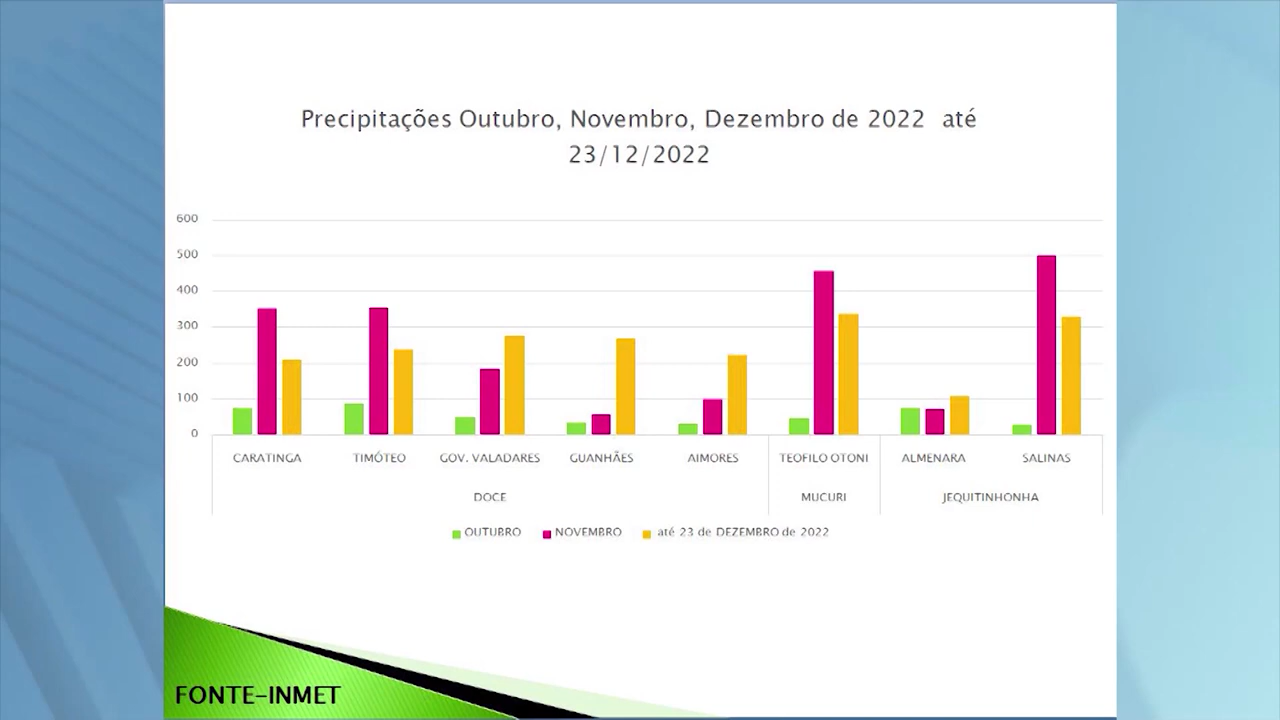 Precipitações Outubro, Novembro, Dezembro de 2022 até
23/12/2022
600
500
400
300
200
100
0
CARATINGA TIMÓTEO GOV. VALADARES GUANHÃES AIMORES TEOFILO OTONI ALMENARA SALINAS
DOCE MUCURI JEQUITINHONHA
OUTUBRO NOVEMBRO até 23 de DEZEMBRO de 2022
FONTE-INMET